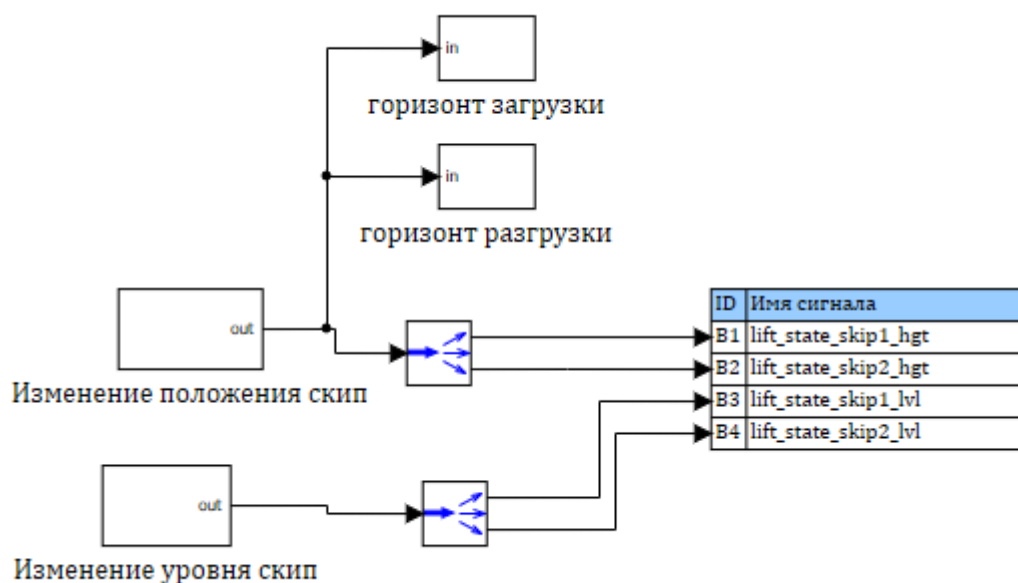 in
горизонт загрузки
in
горизонт разгрузки
out
Изменение положения скип
ID Имя сигнала
B1 lift_state_skip1_hgt
B2 lift_state_skip2_hgt
B3 lift_state_skip1_lvl
B4 lift_state_skip2_lvl
out
Изменение уровня скип